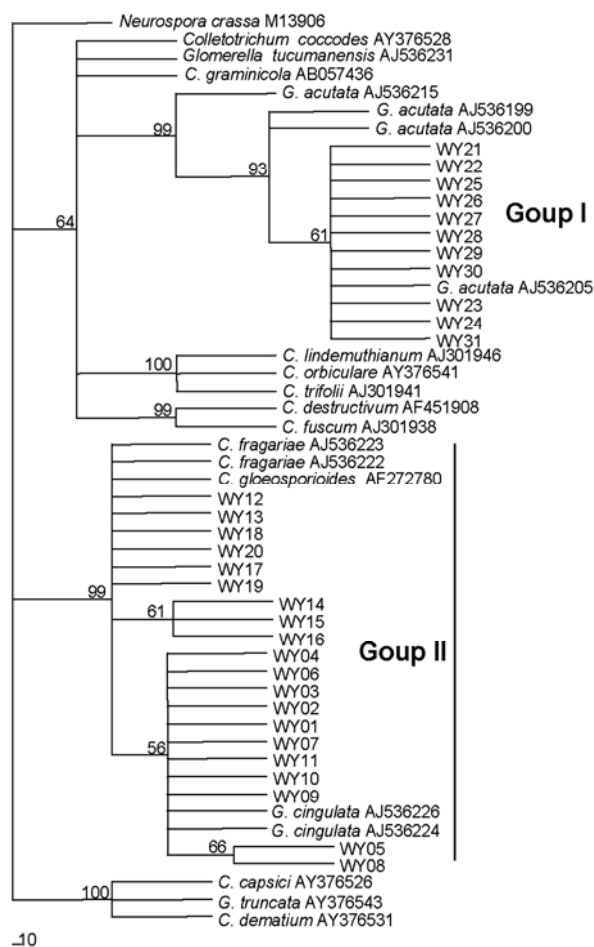 Neurospora crassa M13906
Colletotrichum coccodes AY376528
Glomerella tucumanensis AJ536231
C. graminicola AB057436
G. acutata AJ536215
99
G. acutata AJ536199
G. acutata AJ536200
93
WY21
WY22
WY25
WY26
WY27
Goup I
64
61
WY28
WY29
WY30
G. acutata AJ536205
WY23
WY24
WY31
C. lindemuthianum AJ301946
100
C. orbiculare AY376541
C. trifolii AJ301941
C. destructivum AF451908
99
C. fuscum AJ301938
C. fragariae AJ536223
C. fragariae AJ536222
C. gloeosporioides AF272780
WY12
WY13
WY18
WY20
WY17
99
WY19
WY14
61
WY15
WY16
Goup II
WY04
WY06
WY03
WY02
WY01
WY07
56
WY11
WY10
WY09
G. cingulata AJ536226
G. cingulata AJ536224
66
WY05
WY08
C. capsici AY376526
100
G. truncata AY376543
C. dematium AY376531
10